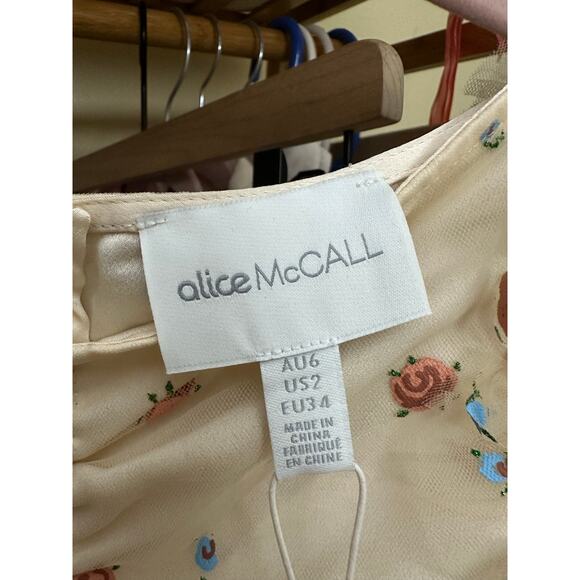 alice McCALL
AU6
US2
EU34
MADE IN
CHINA
FABRIQUÉ
EN CHINE